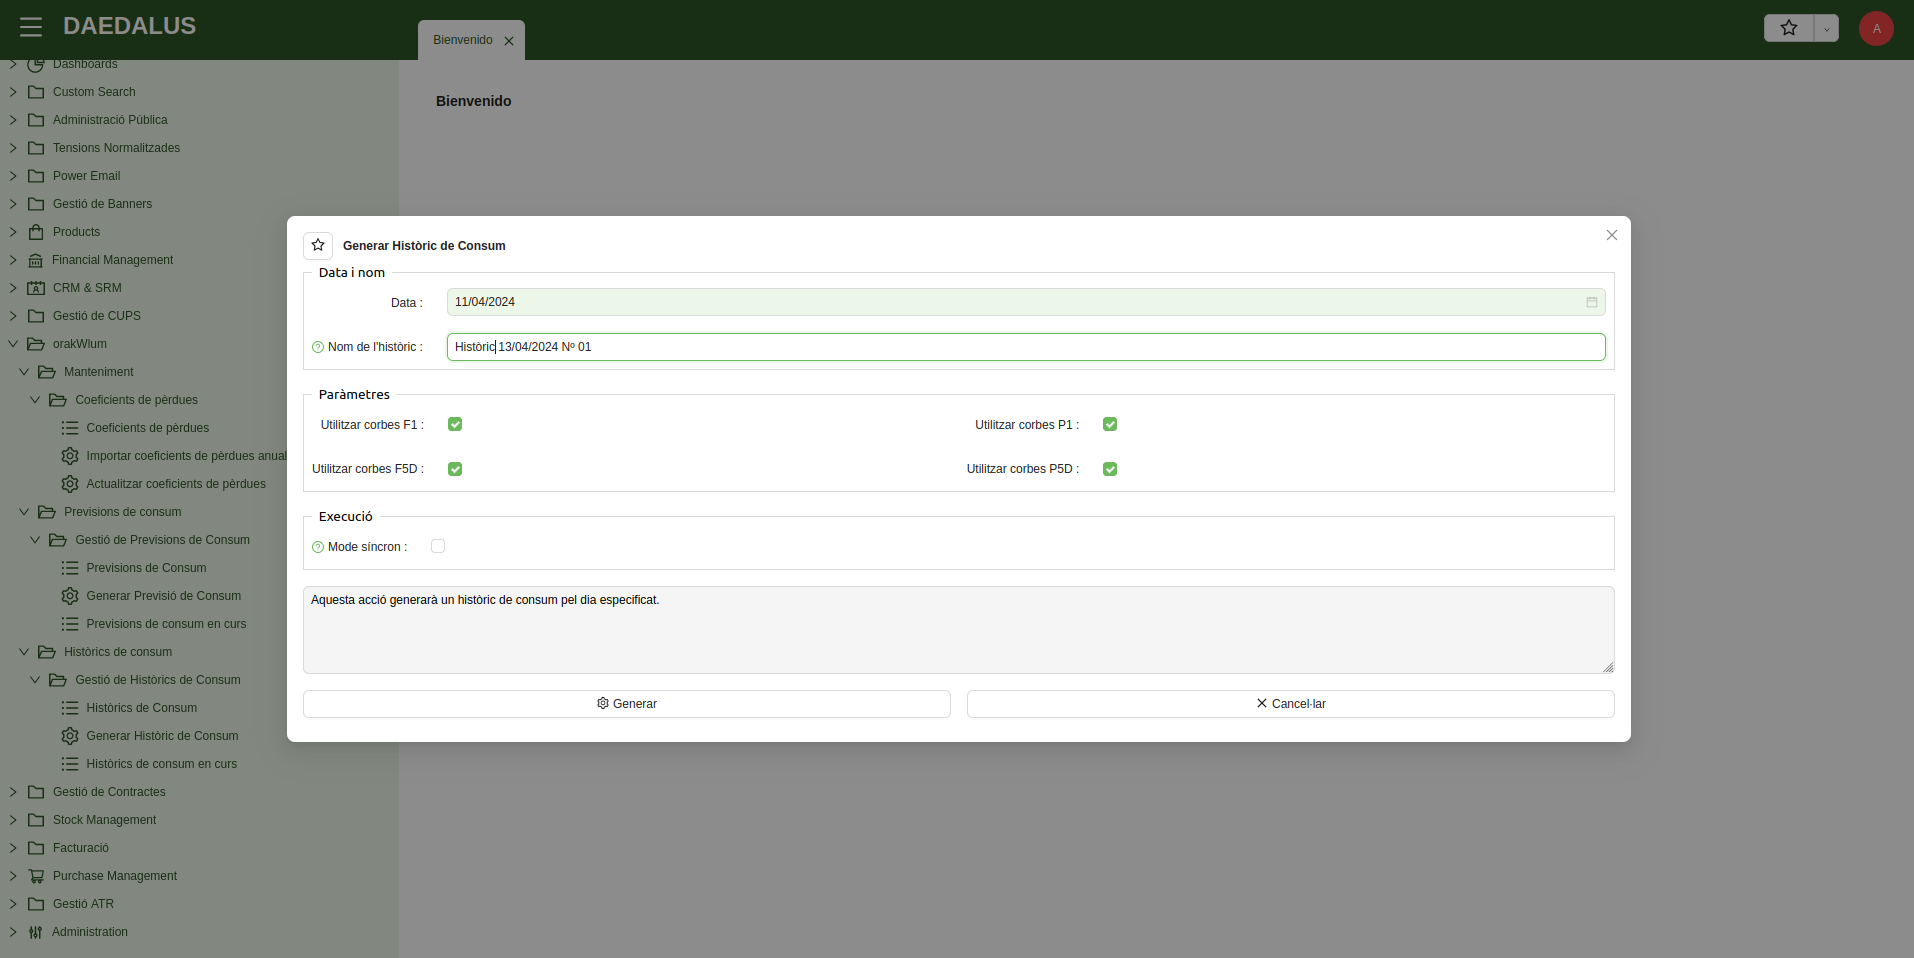 DAEDALUS
Bienvenido
A
Dashboards
Custom Search
Administració Pública
Tensions Normalitzades
Power Email
Gestió de Banners
Products
Financial Management
CRM & SRM
Gestió de CUPS
orakWlum
Manteniment
Coeficients de pèrdues
Coeficients de pèrdues
Importar coeficients de pèrdues anual
Actualitzar coeficients de pèrdues
Previsions de consum
Gestió de Previsions de Consum
Previsions de Consum
Generar Previsió de Consum
Previsions de consum en curs
Històrics de consum
Gestió de Històrics de Consum
Històrics de Consum
Generar Històric de Consum
Històrics de consum en curs
Gestió de Contractes
Stock Management
Facturació
Purchase Management
Gestió ATR
Administration
Bienvenido
Generar Històric de Consum
Data i nom
Data : 11/04/2024
Nom de l'històric : Històric 13/04/2024 Nº 01
Paràmetres
Utilitzar corbes F1 : Utilitzar corbes P1 :
Utilitzar corbes F5D : Utilitzar corbes P5D :
Execució
Mode síncron :
Aquesta acció generarà un històric de consum pel dia especificat.
Generar Cancel·lar